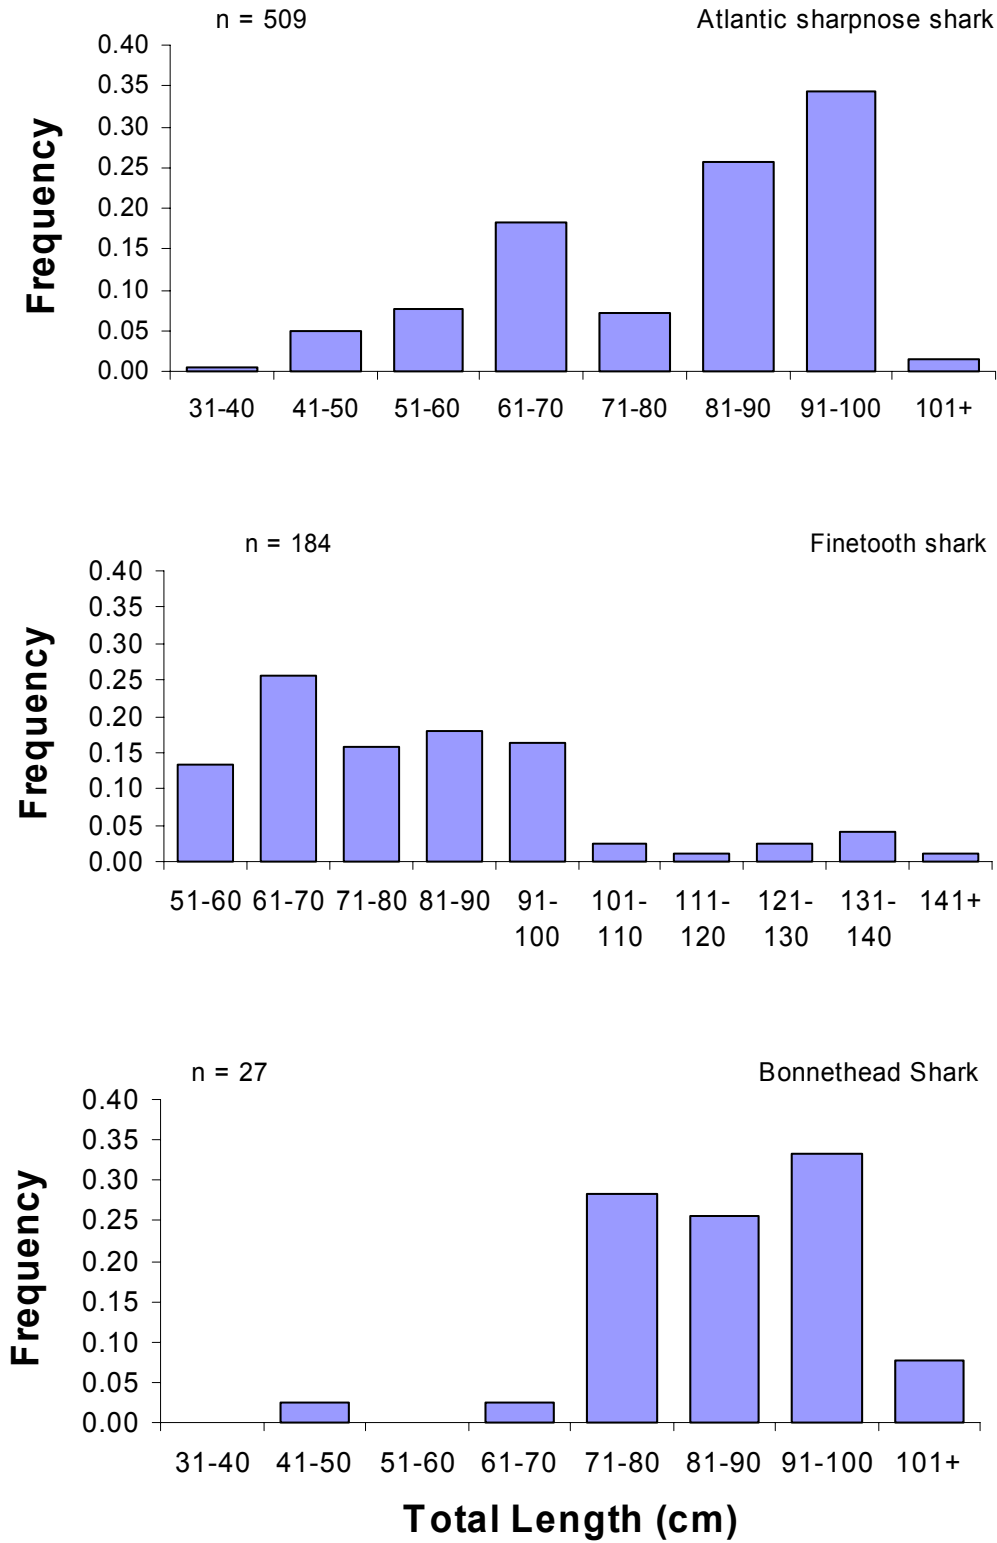 n = 509 Atlantic sharpnose shark
0.40
0.35
0.30
0.25
0.20
0.15
0.10
0.05
0.00
Frequency
31-40 41-50 51-60 61-70 71-80 81-90 91-100 101+
n = 184 Finetooth shark
0.40
0.35
0.30
0.25
0.20
0.15
0.10
0.05
0.00
Frequency
51-60 61-70 71-80 81-90 91- 101- 111- 121- 131- 141+
100 110 120 130 140
n = 27 Bonnethead Shark
0.40
0.35
0.30
0.25
0.20
0.15
0.10
0.05
0.00
Frequency
31-40 41-50 51-60 61-70 71-80 81-90 91-100 101+
Total Length (cm)